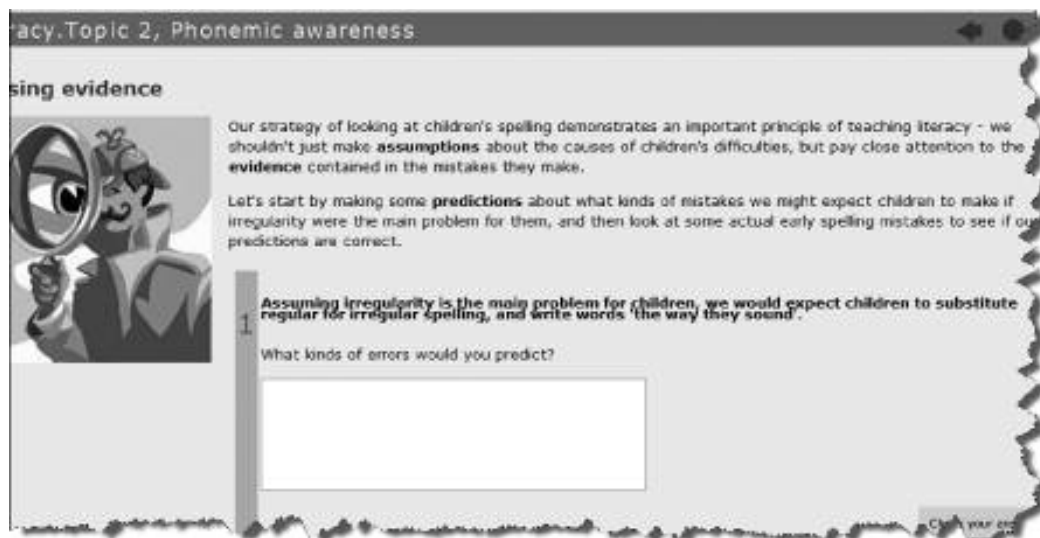 racy.Topic 2, Phonemic awareness
sing evidence
Our strategy of looking at children's spelling demonstrates an important principle of teaching literacy - we
shouldn't just make assumptions about the causes of children's difficulties, but pay close attention to the
evidence contained in the mistakes they make.
Let's start by making some predictions about what kinds of mistakes we might expect children to make if
irregularity were the main problem for them, and then look at some actual early spelling mistakes to see if ou
predictions are correct.
1
Assuming irregularity is the main problem for children, we would expect children to substitute
regular for irregular spelling, and write words 'the way they sound'.
What kinds of errors would you predict?
your